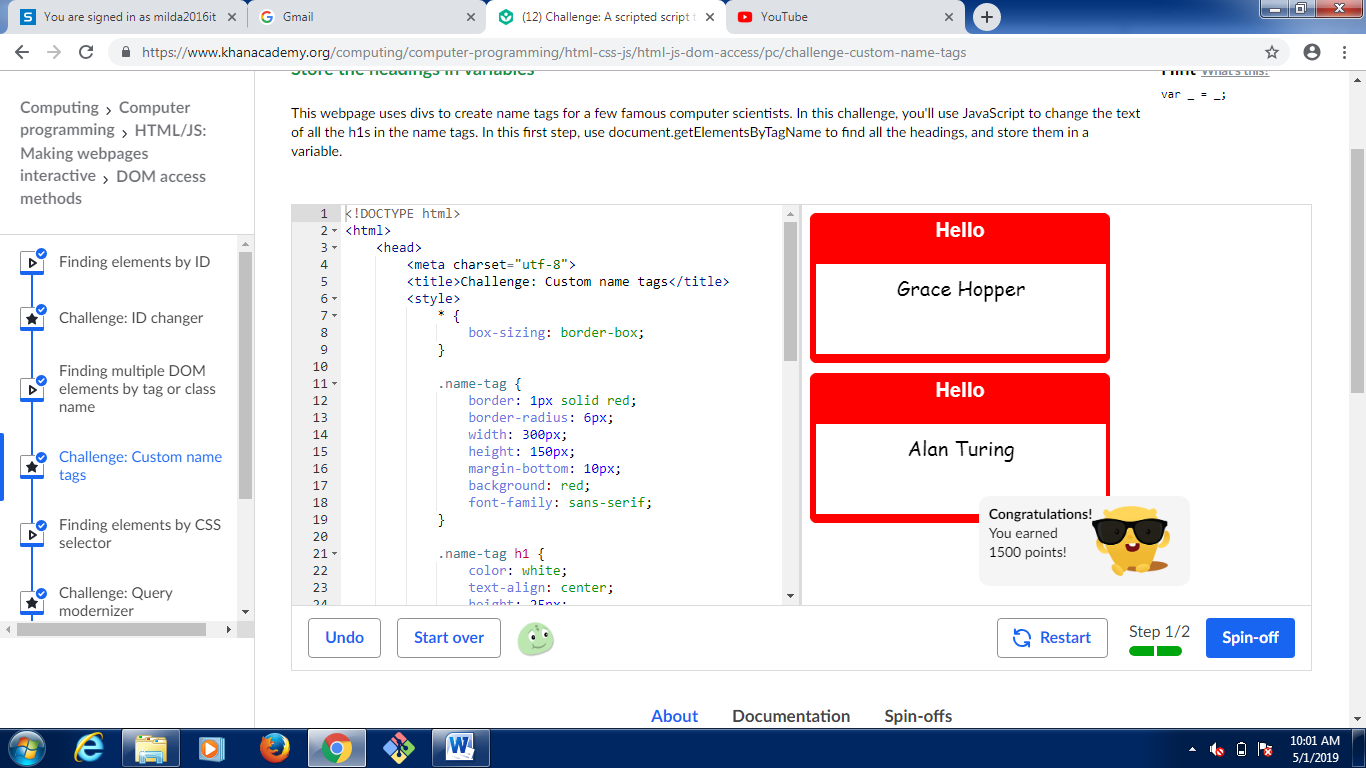 You are signed in as milda2016it
Gmail
(12) Challenge: A scripted script t
YouTube
https://www.khanacademy.org/computing/computer-programming/html-css-js/html-js-dom-access/pc/challenge-custom-name-tags
Computing > Computer
programming > HTML/JS:
Making webpages
interactive > DOM access
methods
Finding elements by ID
Challenge: ID changer
Finding multiple DOM
elements by tag or class
name
Challenge: Custom name
tags
Finding elements by CSS
selector
Challenge: Query
modernizer
Store the headings in variables
This webpage uses divs to create name tags for a few famous computer scientists. In this challenge, you'll use JavaScript to change the text
of all the h1s in the name tags. In this first step, use document.getElementsByTagName to find all the headings, and store them in a
variable.
Hint What's this?
var _ = _;
1 <!DOCTYPE html>
2 <html>
3 <head>
4 <meta charset="utf-8">
5 <title>Challenge: Custom name tags</title>
6 <style>
7 * {
8 box-sizing: border-box;
9 }
10
11 .name-tag {
12 border: 1px solid red;
13 border-radius: 6px;
14 width: 300px;
15 height: 150px;
16 margin-bottom: 10px;
17 background: red;
18 font-family: sans-serif;
19 }
20
21 .name-tag h1 {
22 color: white;
23 text-align: center;
24 height: 25px;
Hello
Grace Hopper
Hello
Alan Turing
Congratulations!
You earned
1500 points!
Undo
Start over
Restart
Step 1/2
Spin-off
About
Documentation
Spin-offs
10:01 AM
5/1/2019